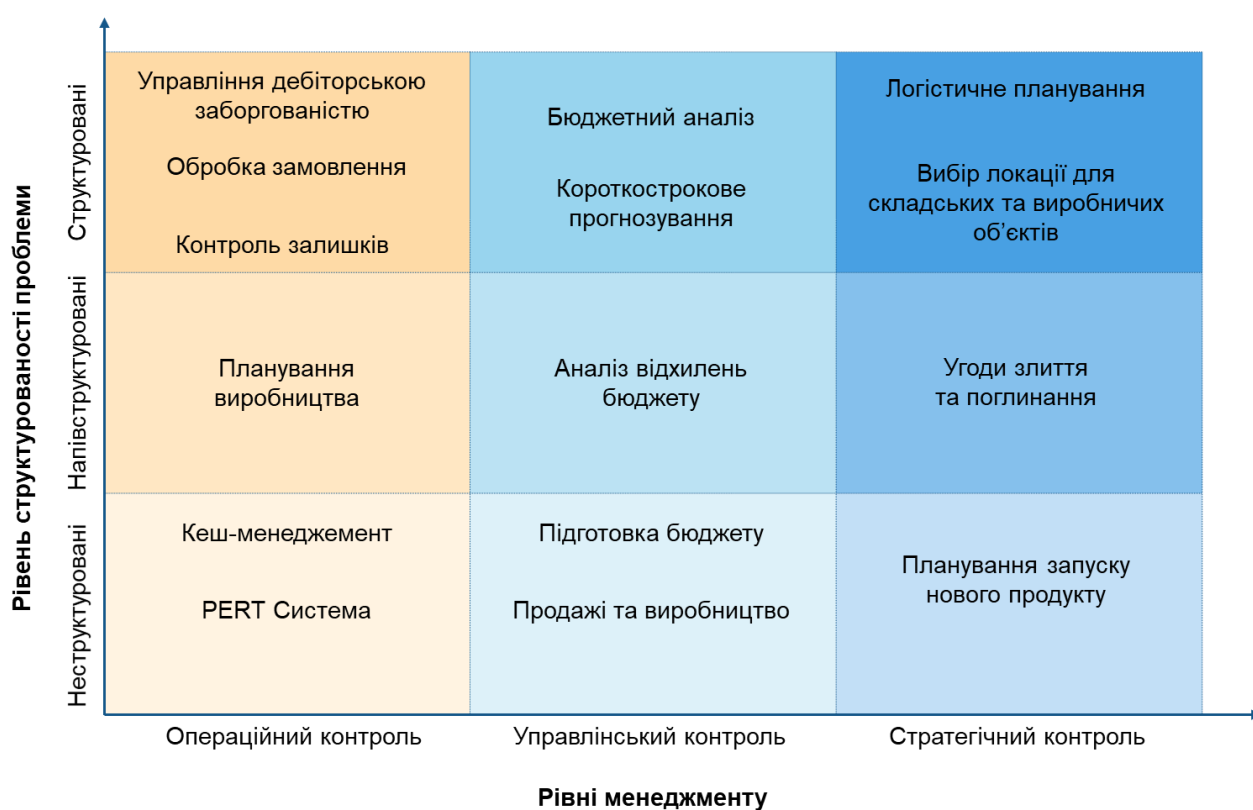 Рівень структурованості проблеми
Структуровані
Управління дебіторською
заборгованістю
Обробка замовлення
Контроль залишків
Бюджетний аналіз
Короткострокове
прогнозування
Логістичне планування
Вибір локації для
складських та виробничих
об’єктів
Напівструктуровані
Планування
виробництва
Аналіз відхилень
бюджету
Угоди злиття
та поглинання
Неструктуровані
Кеш-менеджемент
PERT Система
Підготовка бюджету
Продажі та виробництво
Планування запуску
нового продукту
Операційний контроль
Управлінський контроль
Стратегічний контроль
Рівні менеджменту